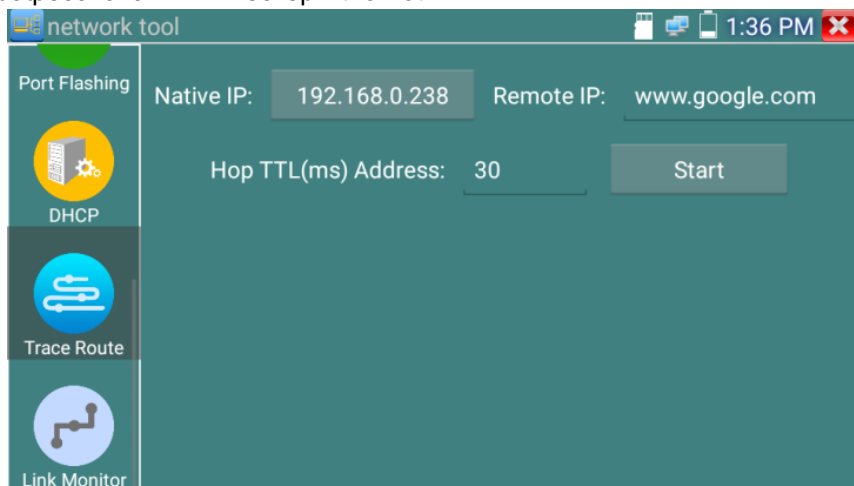 network tool
1:36 PM
Port Flashing
Native IP: 192.168.0.238 Remote IP: www.google.com
Hop TTL(ms) Address: 30 Start
DHCP
Trace Route
Link Monitor